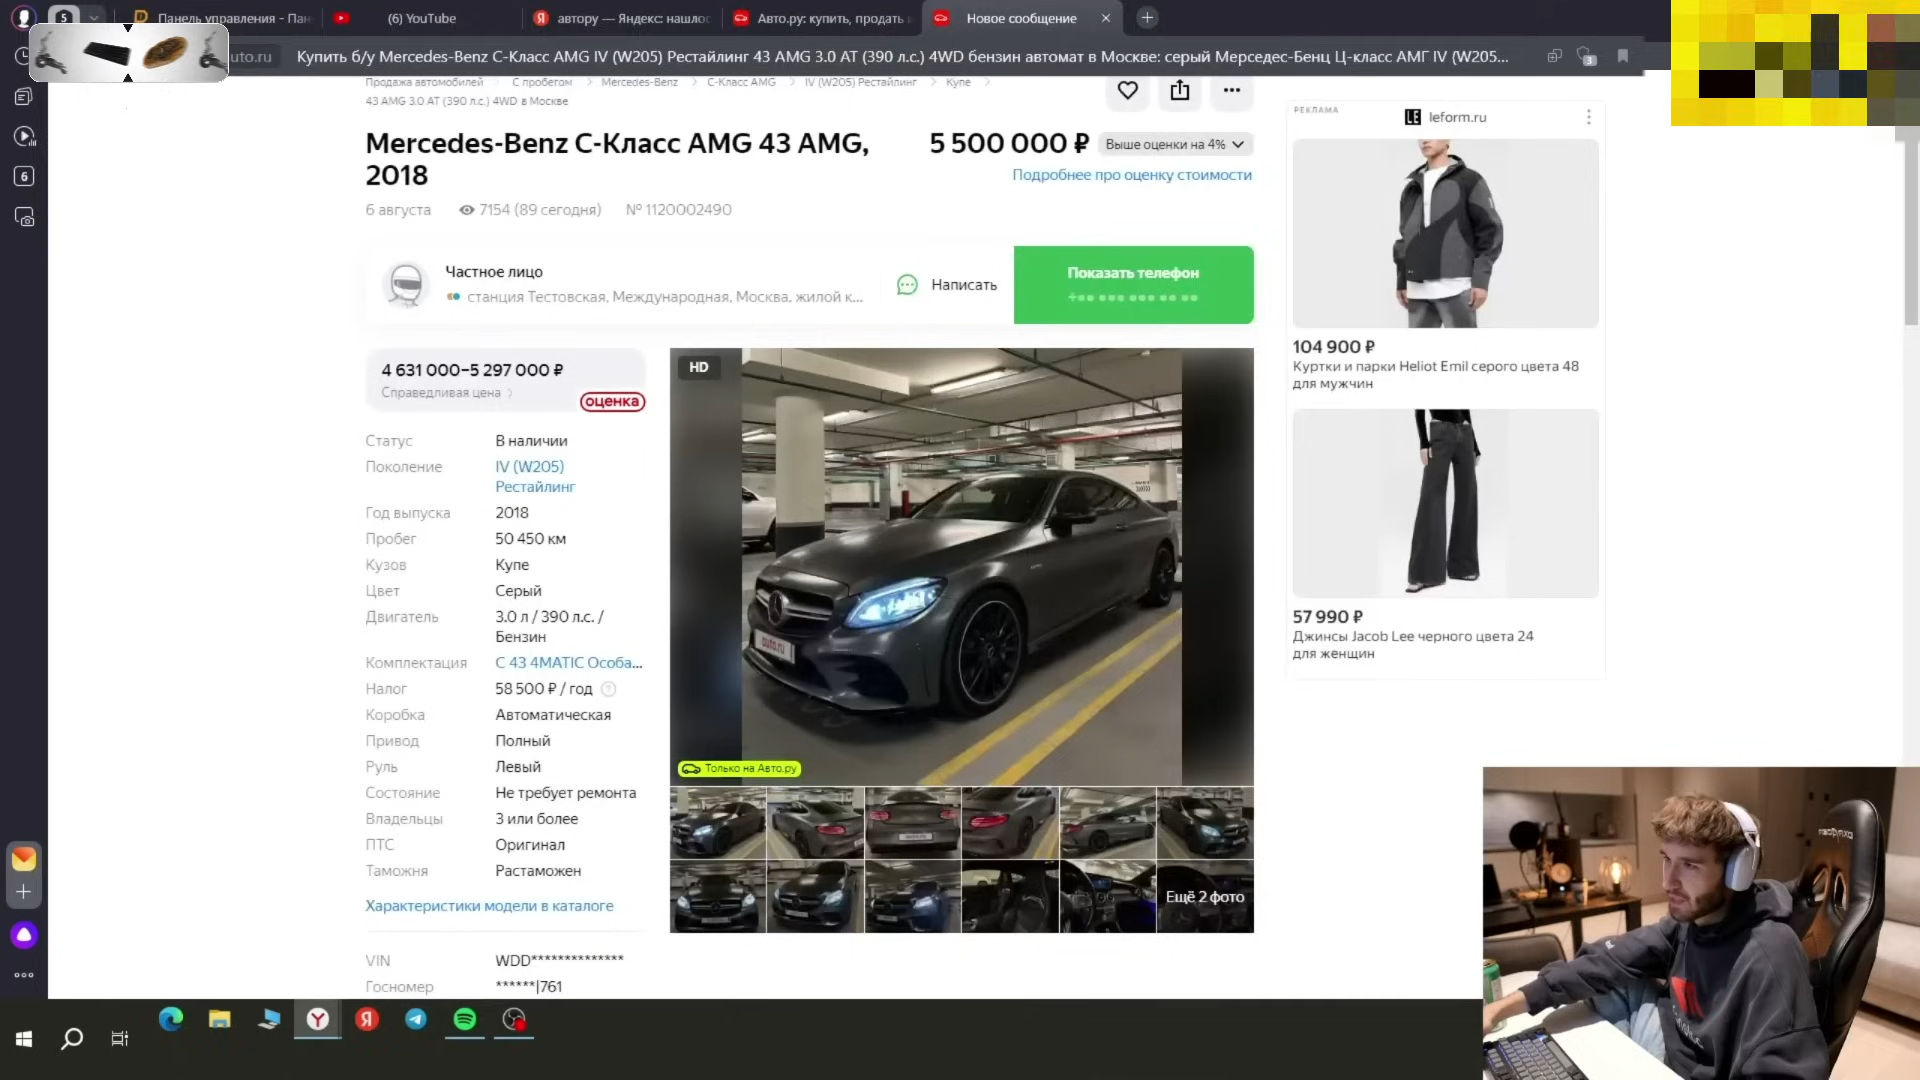 5
Панель управления - Пан
(6) YouTube
автору — Яндекс: нашлос
Авто.ру: купить, продать и
Новое сообщение
uto.ru
Купить б/у Mercedes-Benz C-Класс AMG IV (W205) Рестайлинг 43 AMG 3.0 AT (390 л.с.) 4WD бензин автомат в Москве: серый Мерседес-Бенц Ц-класс АМГ IV (W205...
3
6
Продажа автомобилей
С пробегом
Mercedes-Benz
C-Класс AMG
IV (W205) Рестайлинг
Купе
43 AMG 3.0 AT (390 л.с.) 4WD в Москве
Mercedes-Benz C-Класс AMG 43 AMG, 2018
5 500 000 ₽
Выше оценки на 4%
Подробнее про оценку стоимости
6 августа
7154 (89 сегодня)
№ 1120002490
Частное лицо
станция Тестовская, Международная, Москва, жилой к...
Написать
Показать телефон
4 631 000–5 297 000 ₽
Справедливая цена
оценка
HD
auto.ru
Только на Авто.ру
Ещё 2 фото
Статус В наличии
Поколение IV (W205) Рестайлинг
Год выпуска 2018
Пробег 50 450 км
Кузов Купе
Цвет Серый
Двигатель 3.0 л / 390 л.с. / Бензин
Комплектация C 43 4MATIC Особа...
Налог 58 500 ₽ / год
Коробка Автоматическая
Привод Полный
Руль Левый
Состояние Не требует ремонта
Владельцы 3 или более
ПТС Оригинал
Таможня Растаможен
Характеристики модели в каталоге
VIN WDD**************
Госномер ******|761
РЕКЛАМА
LE leform.ru
104 900 ₽
Куртки и парки Heliot Emil серого цвета 48
для мужчин
57 990 ₽
Джинсы Jacob Lee черного цвета 24
для женщин